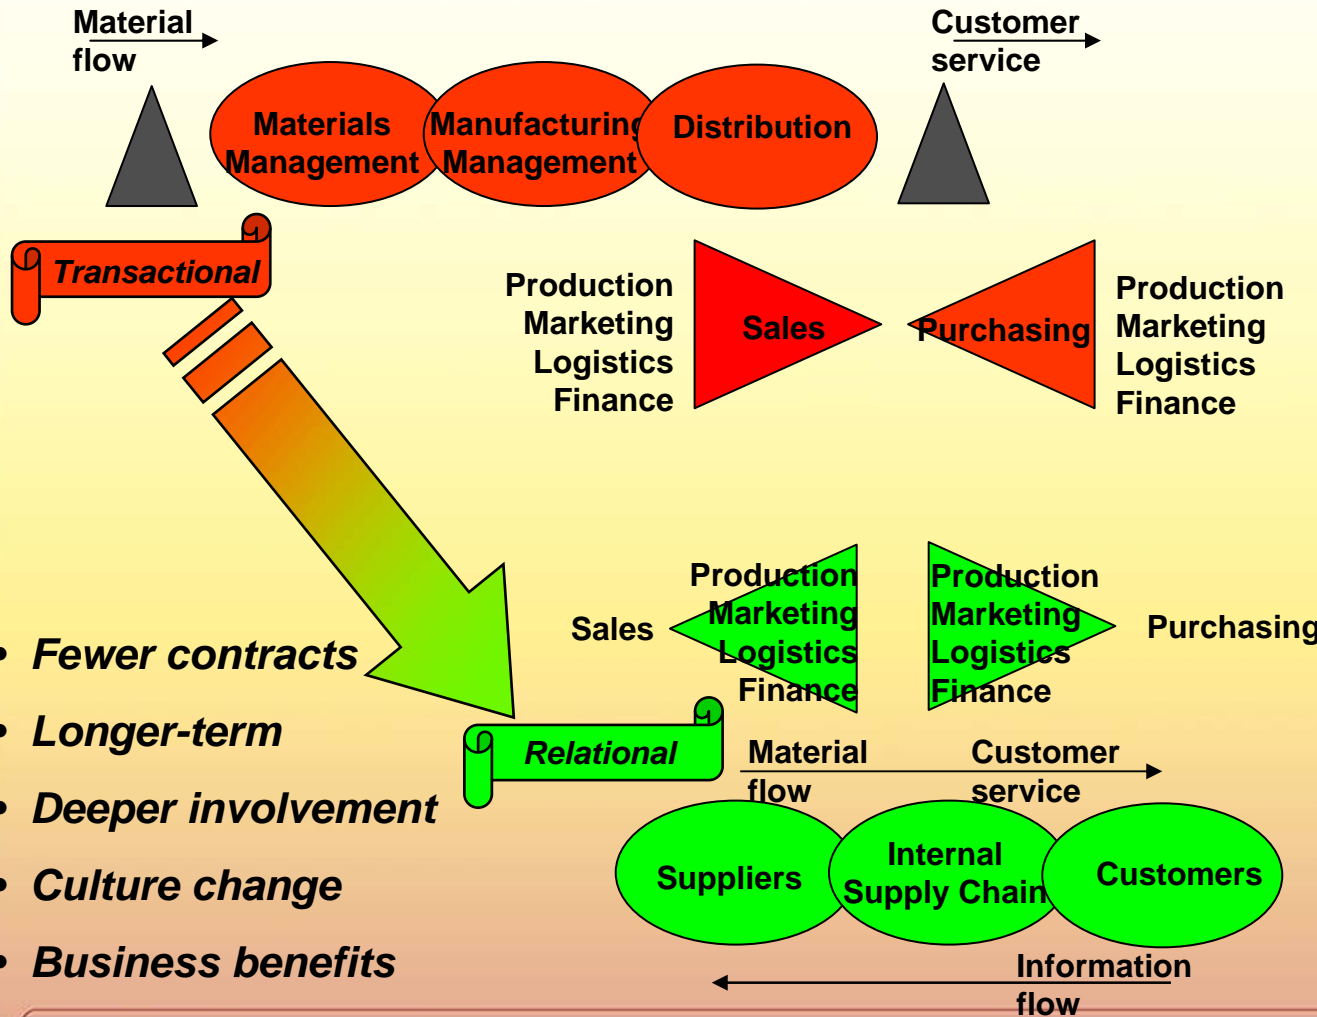 Material
flow
Customer
service
Materials
Management
Manufacturing
Management
Distribution
Transactional
Production
Marketing
Logistics
Finance
Sales
Purchasing
Production
Marketing
Logistics
Finance
Sales
Production
Marketing
Logistics
Finance
Production
Marketing
Logistics
Finance
Purchasing
• Fewer contracts
• Longer-term
• Deeper involvement
• Culture change
• Business benefits
Relational
Material
flow
Customer
service
Suppliers
Internal
Supply Chain
Customers
Information
flow